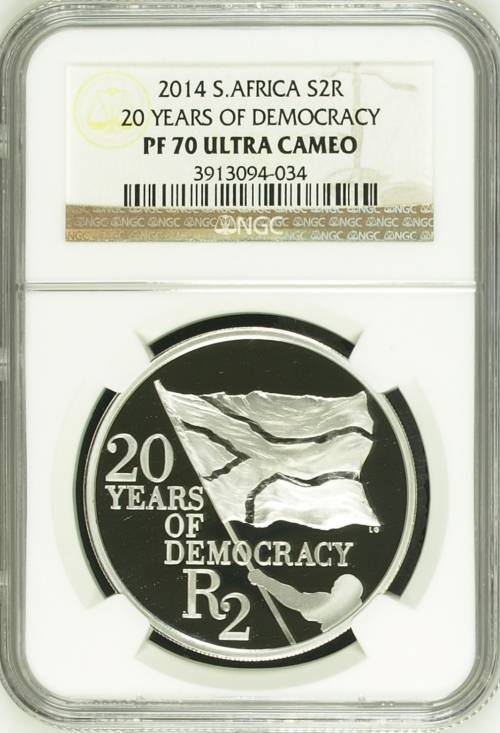 2014 S.AFRICA S2R
20 YEARS OF DEMOCRACY
PF 70 ULTRA CAMEO
3913094-034
NGC
20
YEARS
OF
DEMOCRACY
R2